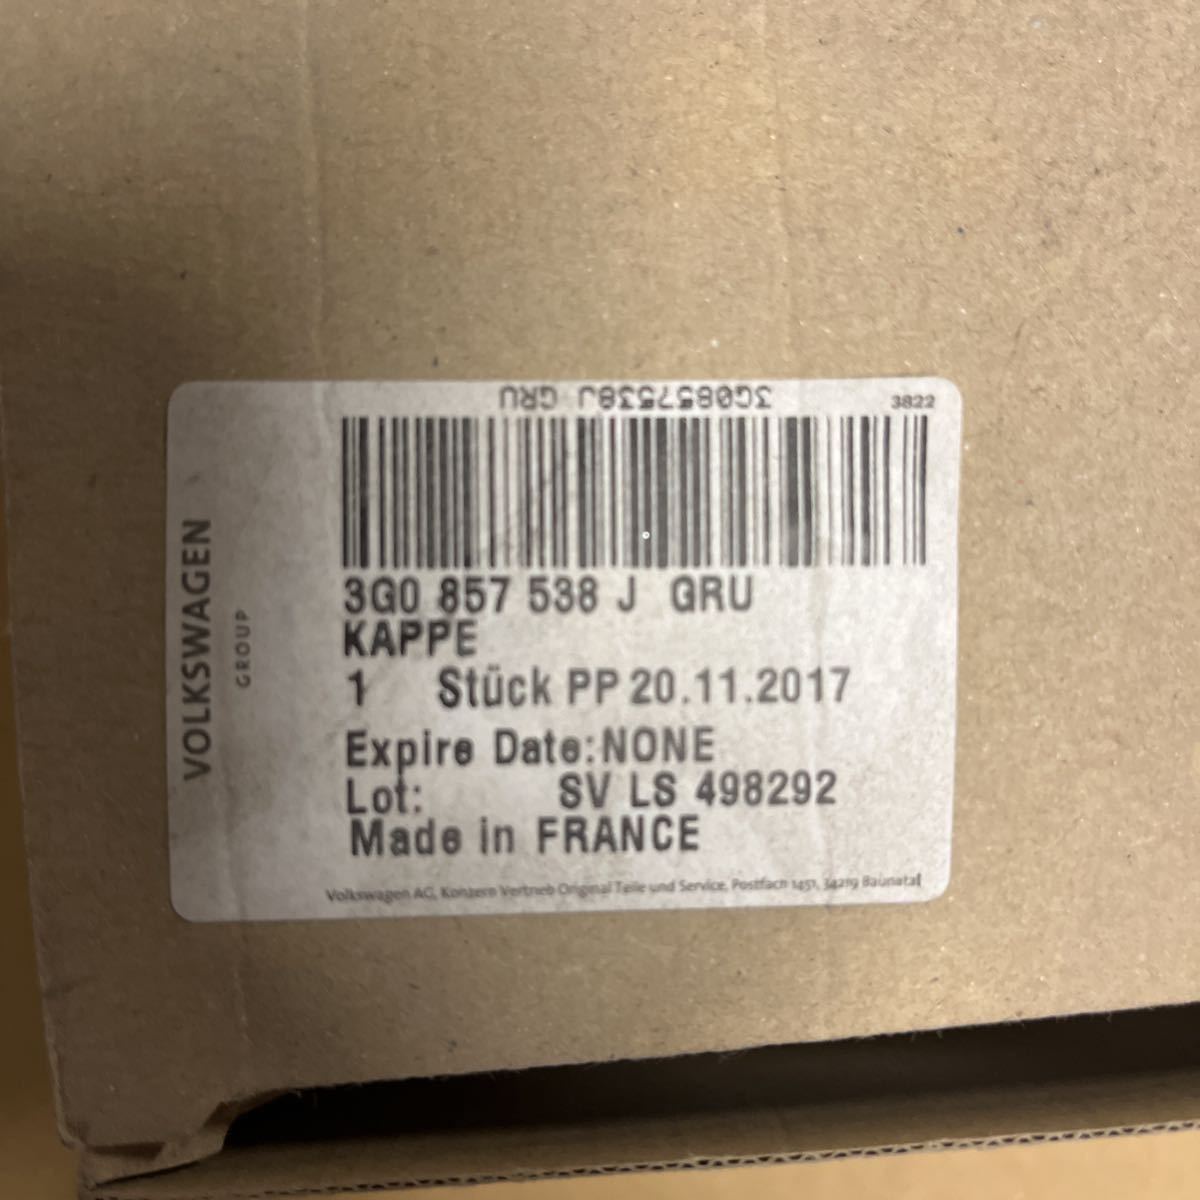 3G0857538J GRU
3822
VOLKSWAGEN
GROUP
3G0 857 538 J GRU
KAPPE
1 Stück PP 20.11.2017
Expire Date:NONE
Lot: SV LS 498292
Made in FRANCE
Volkswagen AG, Konzern Vertrieb Original Teile und Service, Postfach 1451, 34219 Baunatal